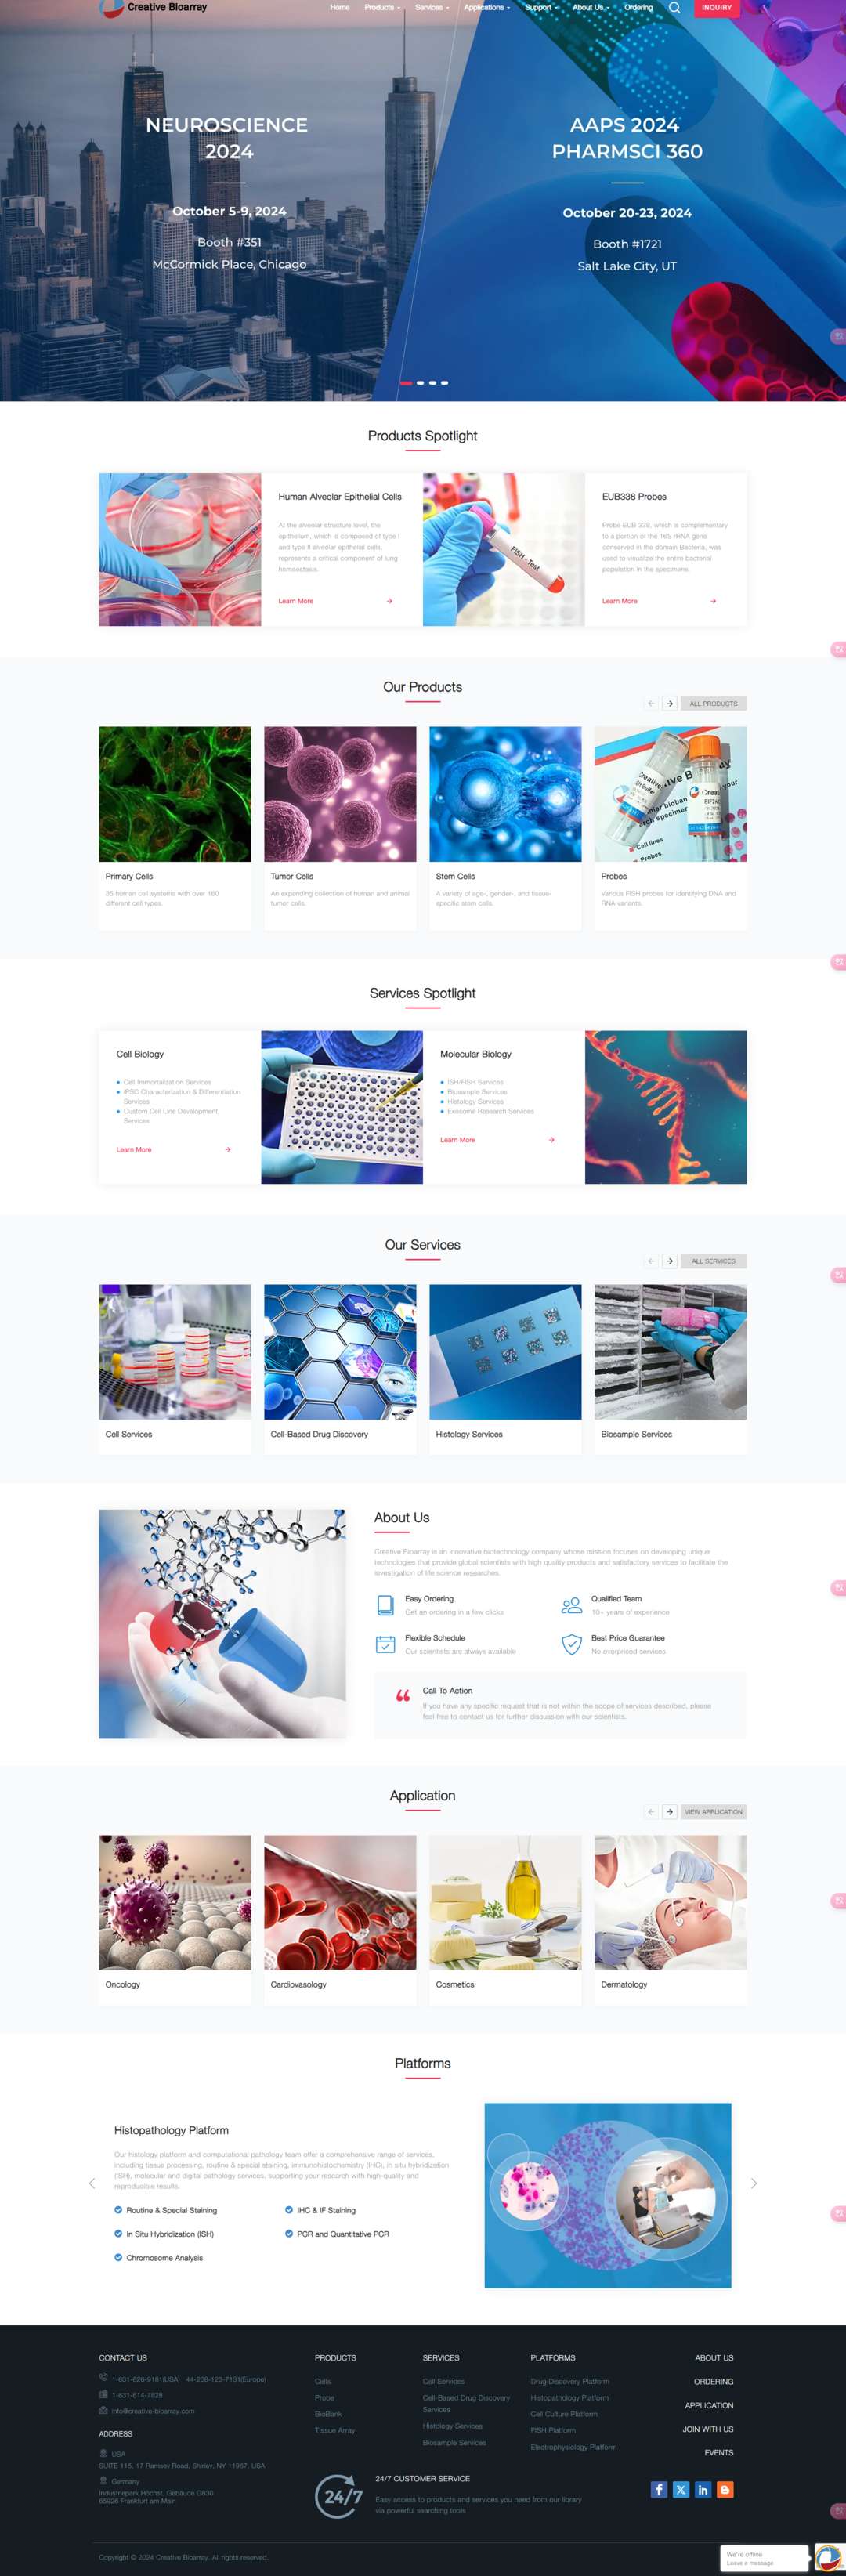 Creative Bioarray
Home Products Services Applications Support About Us Ordering INQUIRY
NEUROSCIENCE
2024
October 5-9, 2024
Booth #351
McCormick Place, Chicago
AAPS 2024
PHARMSCI 360
October 20-23, 2024
Booth #1721
Salt Lake City, UT
Products Spotlight
Human Alveolar Epithelial Cells
At the alveolar structure level, the
epithelium, which is composed of type I
and type II alveolar epithelial cells,
represents a critical component of lung
homeostasis.
Learn More
FISH - Test
EUB338 Probes
Probe EUB 338, which is complementary
to a portion of the 16S rRNA gene
conserved in the domain Bacteria, was
used to visualize the entire bacterial
population in the specimens.
Learn More
Our Products
ALL PRODUCTS
Primary Cells
35 human cell systems with over 160
different cell types.
Tumor Cells
An expanding collection of human and animal
tumor cells.
Stem Cells
A variety of age-, gender-, and tissue-
specific stem cells.
Cell lines
Probes
Probes
Various FISH probes for identifying DNA and
RNA variants.
Services Spotlight
Cell Biology
Cell Immortalization Services
iPSC Characterization & Differentiation
Services
Custom Cell Line Development
Services
Learn More
Molecular Biology
ISH/FISH Services
Biosample Services
Histology Services
Exosome Research Services
Learn More
Our Services
ALL SERVICES
Cell Services
Cell-Based Drug Discovery
Histology Services
Biosample Services
About Us
Creative Bioarray is an innovative biotechnology company whose mission focuses on developing unique
technologies that provide global scientists with high quality products and satisfactory services to facilitate the
investigation of life science researches.
Easy Ordering
Get an ordering in a few clicks
Qualified Team
10+ years of experience
Flexible Schedule
Our scientists are always available
Best Price Guarantee
No overpriced services
Call To Action
If you have any specific request that is not within the scope of services described, please
feel free to contact us for further discussion with our scientists.
Application
VIEW APPLICATION
Oncology
Cardiovasology
Cosmetics
Dermatology
Platforms
Histopathology Platform
Our histology platform and computational pathology team offer a comprehensive range of services,
including tissue processing, routine & special staining, immunohistochemistry (IHC), in situ hybridization
(ISH), molecular and digital pathology services, supporting your research with high-quality and
reproducible results.
Routine & Special Staining
IHC & IF Staining
In Situ Hybridization (ISH)
PCR and Quantitative PCR
Chromosome Analysis
CONTACT US
1-631-626-9181(USA) 44-208-123-7131(Europe)
1-631-614-7828
info@creative-bioarray.com
ADDRESS
USA
SUITE 115, 17 Ramsey Road, Shirley, NY 11967, USA
Germany
Industriepark Höchst, Gebäude G830
65926 Frankfurt am Main
PRODUCTS
Cells
Probe
BioBank
Tissue Array
SERVICES
Cell Services
Cell-Based Drug Discovery
Services
Histology Services
Biosample Services
PLATFORMS
Drug Discovery Platform
Histopathology Platform
Cell Culture Platform
FISH Platform
Electrophysiology Platform
ABOUT US
ORDERING
APPLICATION
JOIN WITH US
EVENTS
24/7
24/7 CUSTOMER SERVICE
Easy access to products and services you need from our library
via powerful searching tools
Copyright © 2024 Creative Bioarray. All rights reserved.
We're offline
Leave a message